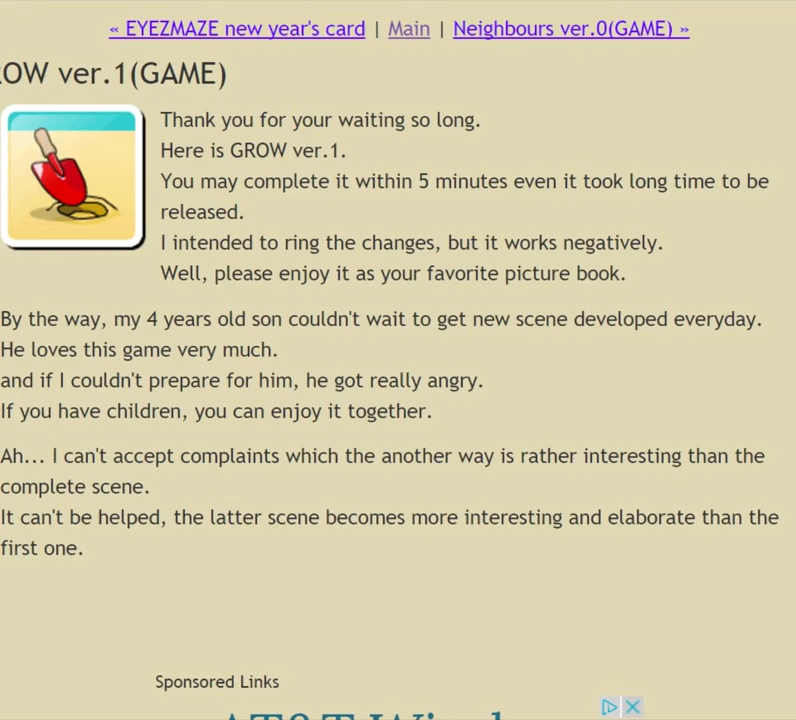 « EYEZMAZE new year's card | Main | Neighbours ver.0(GAME) »
OW ver.1(GAME)
Thank you for your waiting so long.
Here is GROW ver.1.
You may complete it within 5 minutes even it took long time to be
released.
I intended to ring the changes, but it works negatively.
Well, please enjoy it as your favorite picture book.
By the way, my 4 years old son couldn't wait to get new scene developed everyday.
He loves this game very much.
and if I couldn't prepare for him, he got really angry.
If you have children, you can enjoy it together.
Ah... I can't accept complaints which the another way is rather interesting than the
complete scene.
It can't be helped, the latter scene becomes more interesting and elaborate than the
first one.
Sponsored Links